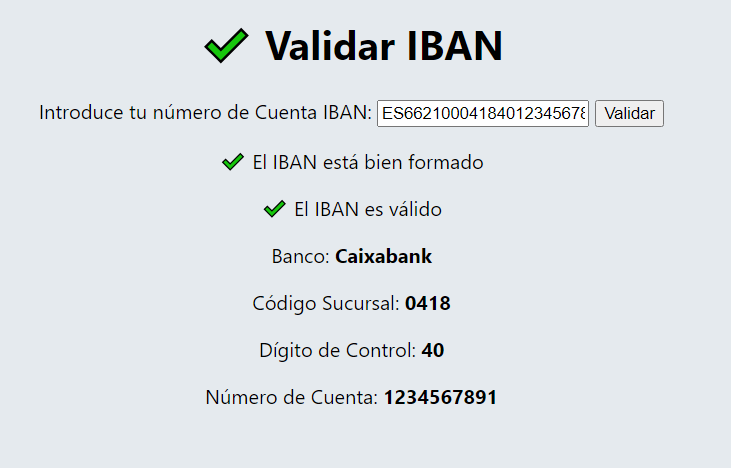 Validar IBAN
Introduce tu número de Cuenta IBAN: ES6621000418401234567 Validar
El IBAN está bien formado
El IBAN es válido
Banco: Caixabank
Código Sucursal: 0418
Dígito de Control: 40
Número de Cuenta: 1234567891